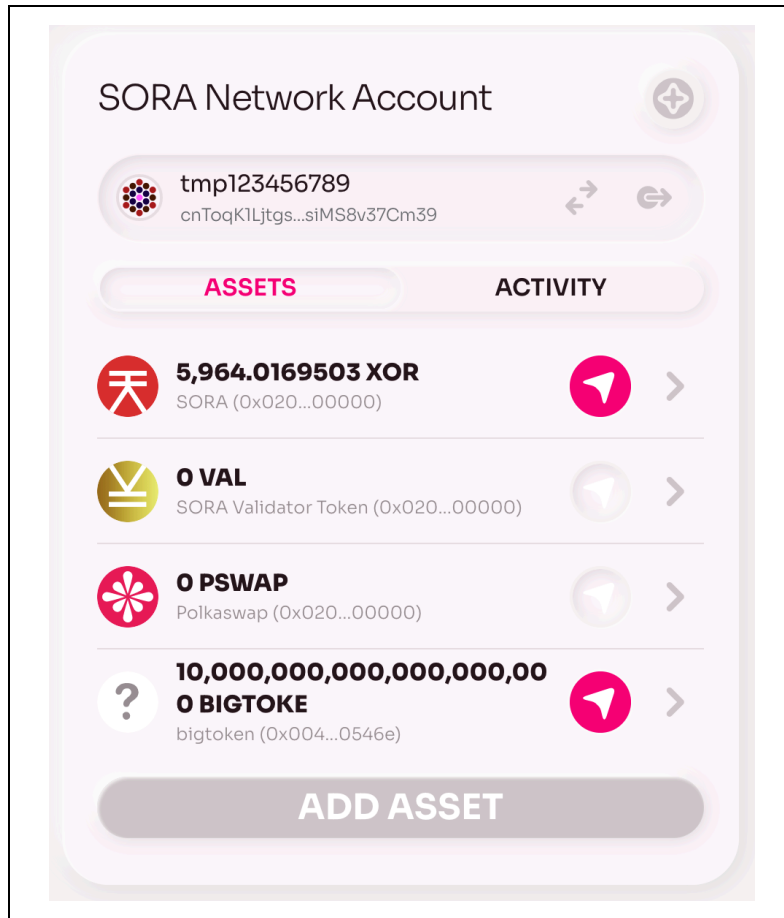 SORA Network Account
tmp123456789
cnToqK1Ljtgs...siMS8v37Cm39
ASSETS
ACTIVITY
5,964.0169503 XOR
SORA (0x020...00000)
0 VAL
SORA Validator Token (0x020...00000)
0 PSWAP
Polkaswap (0x020...00000)
?
10,000,000,000,000,000,00
0 BIGTOKE
bigtoken (0x004...0546e)
ADD ASSET